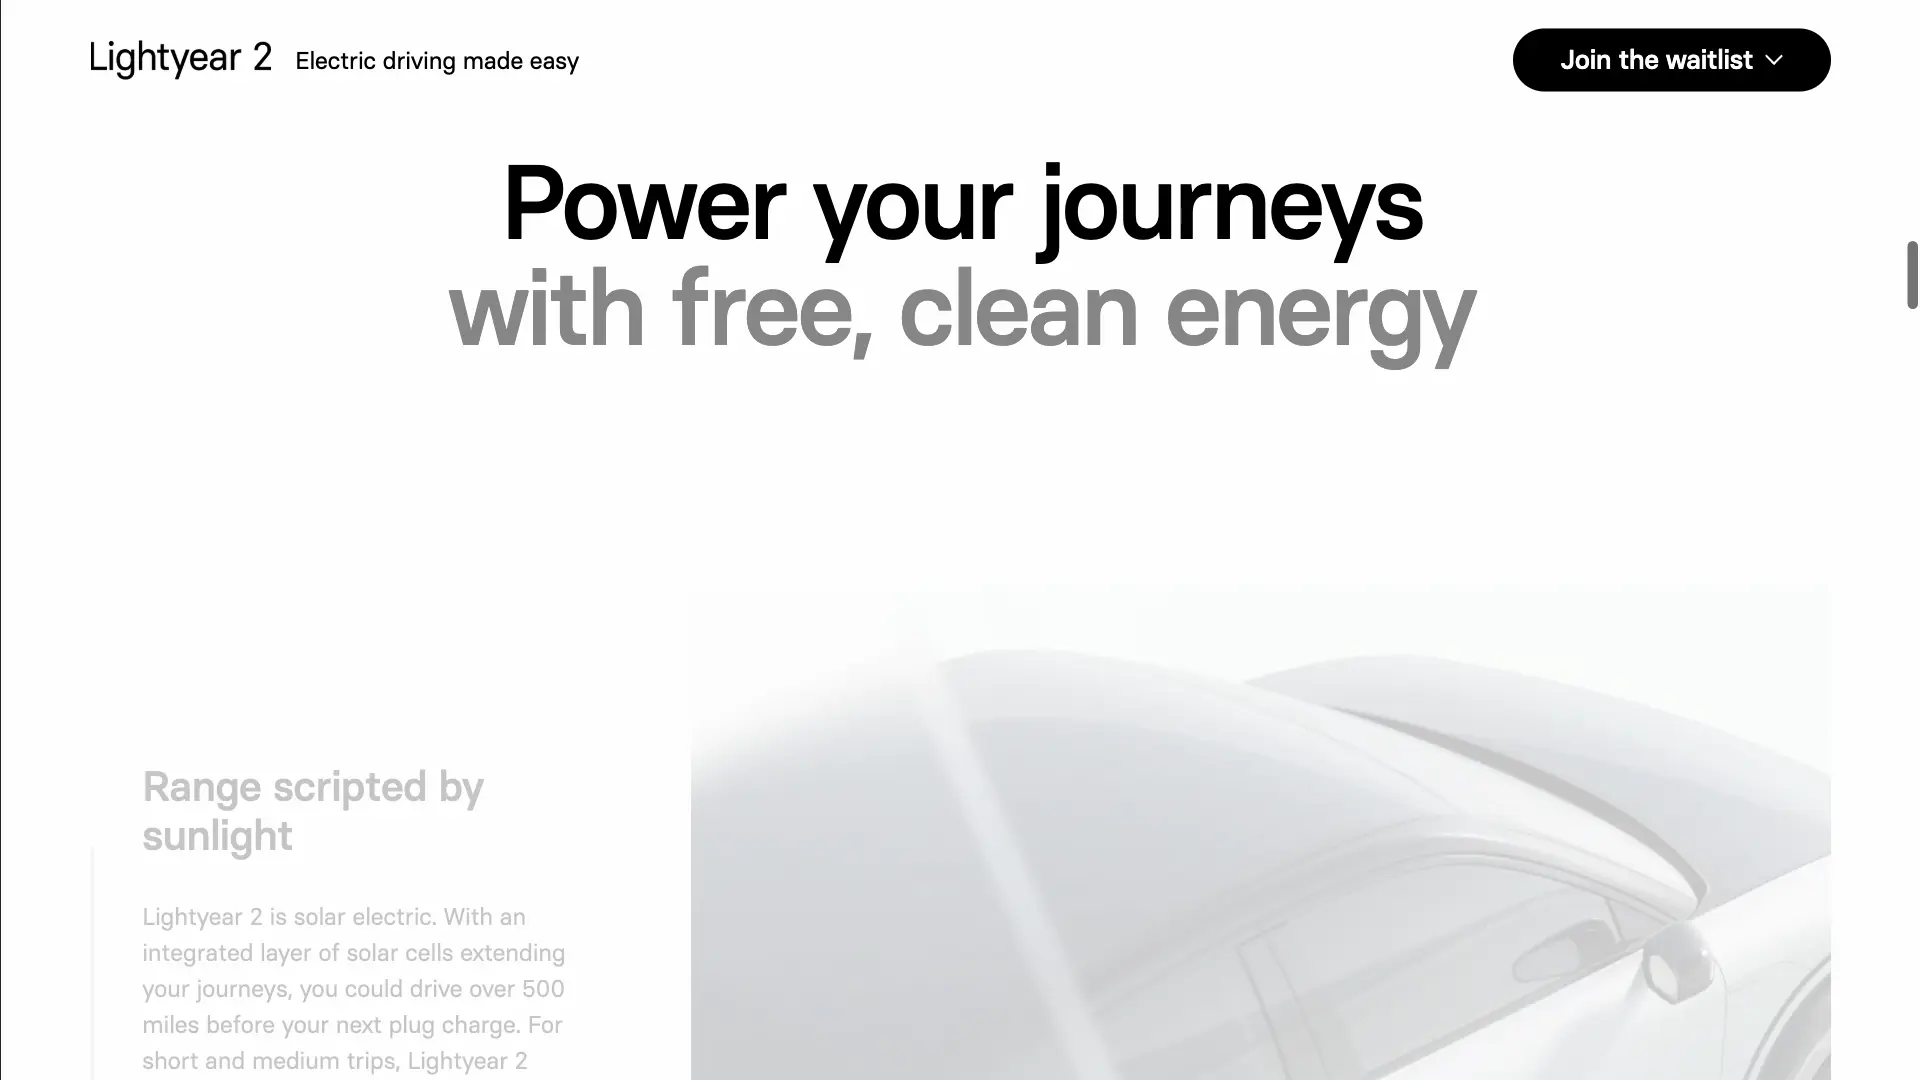 Lightyear 2 Electric driving made easy
Join the waitlist
Power your journeys
with free, clean energy
Range scripted by
sunlight
Lightyear 2 is solar electric. With an
integrated layer of solar cells extending
your journeys, you could drive over 500
miles before your next plug charge. For
short and medium trips, Lightyear 2